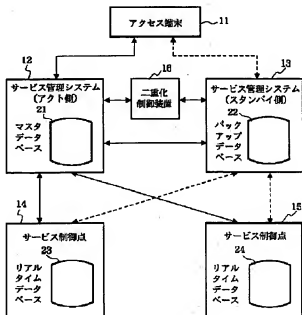 アクセス端末
11
12
サービス管理システム
(アクト側)
21
マスタ
データ
ベース
16
二重化
制御装置
13
サービス管理システム
(スタンバイ側)
22
バック
アップ
データ
ベース
14
サービス制御点
23
リアル
タイム
データ
ベース
15
サービス制御点
24
リアル
タイム
データ
ベース